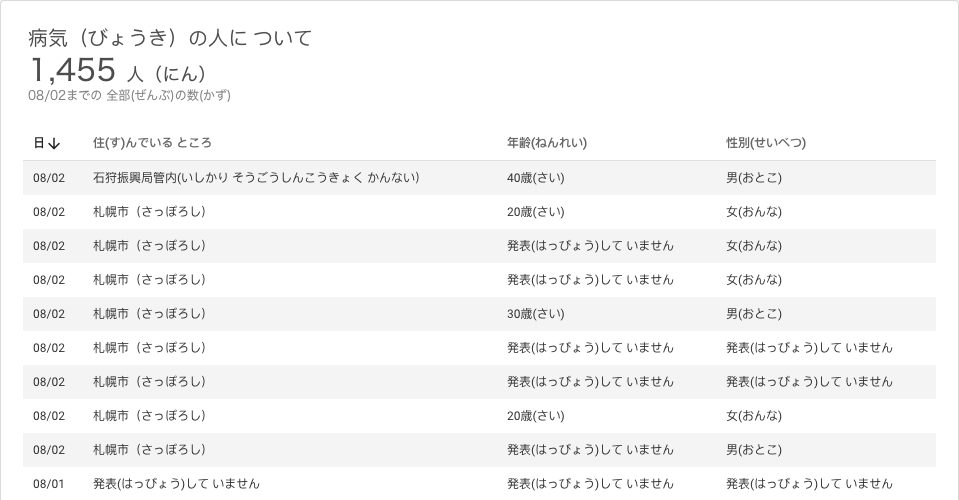 病気（びょうき）の人に ついて
1,455 人（にん）
08/02までの 全部(ぜんぶ)の数(かず)
日↓ 住(す)んでいる ところ 年齢(ねんれい) 性別(せいべつ)
08/02 石狩振興局管内(いしかり そうごうしんこうきょく かんない） 40歳(さい) 男(おとこ)
08/02 札幌市（さっぽろし） 20歳(さい) 女(おんな)
08/02 札幌市（さっぽろし） 発表(はっぴょう)して いません 女(おんな)
08/02 札幌市（さっぽろし） 発表(はっぴょう)して いません 女(おんな)
08/02 札幌市（さっぽろし） 30歳(さい) 男(おとこ)
08/02 札幌市（さっぽろし） 発表(はっぴょう)して いません 発表(はっぴょう)して いません
08/02 札幌市（さっぽろし） 発表(はっぴょう)して いません 発表(はっぴょう)して いません
08/02 札幌市（さっぽろし） 20歳(さい) 女(おんな)
08/02 札幌市（さっぽろし） 発表(はっぴょう)して いません 男(おとこ)
08/01 発表(はっぴょう)して いません 発表(はっぴょう)して いません 発表(はっぴょう)して いません